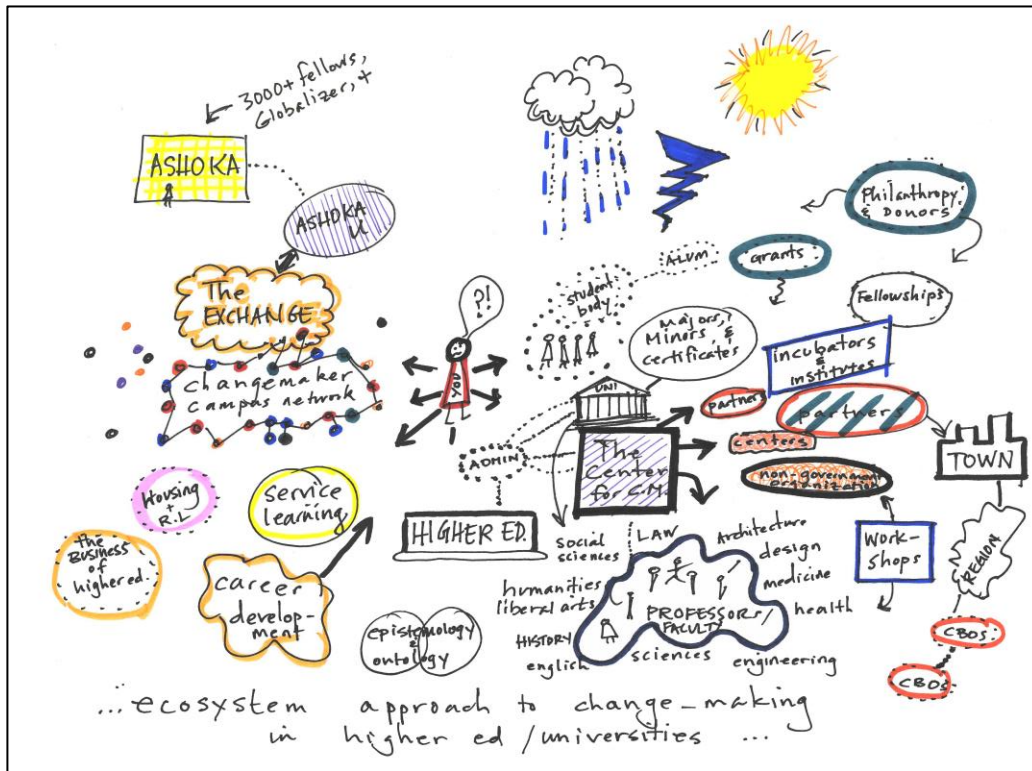 3000+ fellows,
Globalizer, +
ASHOKA
ASHOKA
U
The
EXCHANGE
changemaker
campus network
?!
YOU
Philanthropy
& Donors
ALUM
Grants
student
body
Fellowships
Majors,
Minors &
certificates
incubators
&
institutes
UNI
partners
partners
ADMIN
The
Center
for C.M.
centers
non-government
organization
TOWN
Housing
+
R.L
service
learning
HIGHER ED.
Social
sciences
LAW
Architecture
design
medicine
health
WORK-
SHOPS
REGION
the
Business
of
higher ed.
career
develop-
ment
humanities
liberal arts
PROFESSORS/
FACULTY
epistemology
&
ontology
HISTORY
english
sciences
engineering
CBOs
CBOs
...ecosystem approach to change-making
in higher ed/universities ...